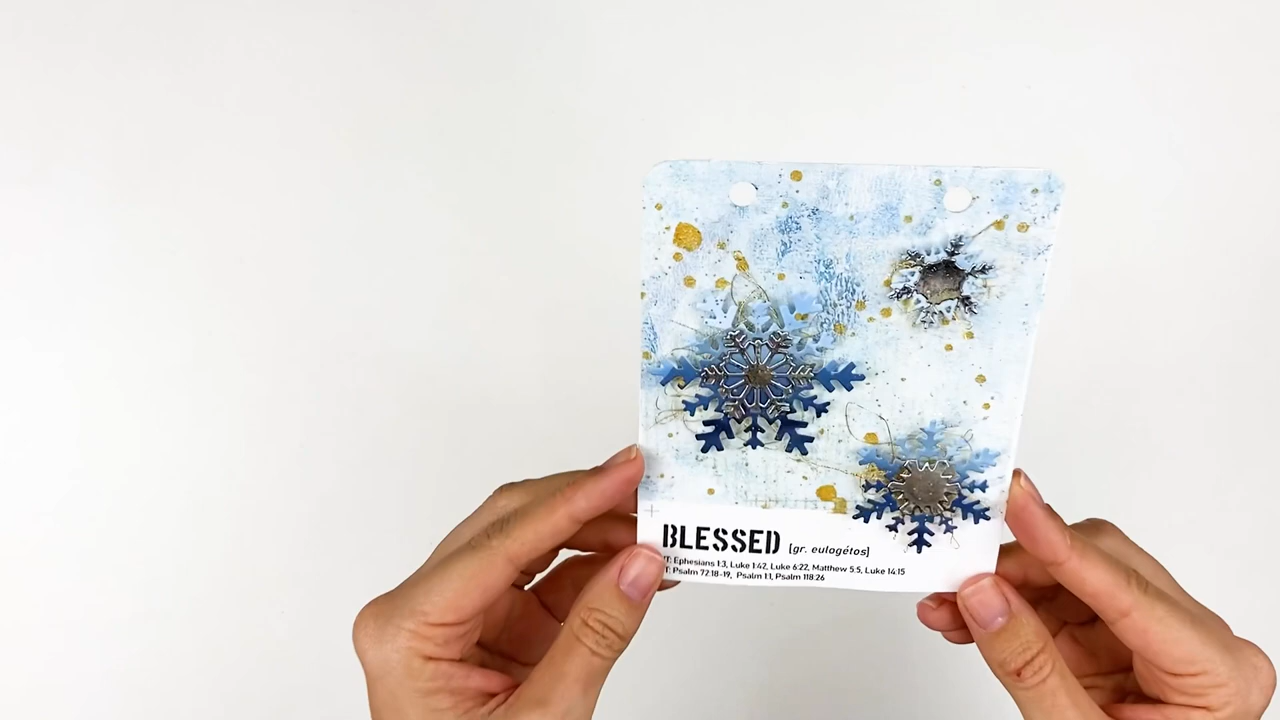 BLESSED [gr. eulogétos]
T: Ephesians 1:3, Luke 1:42, Luke 6:22, Matthew 5:5, Luke 14:15
T: Psalm 72:18-19, Psalm 1:1, Psalm 118:26